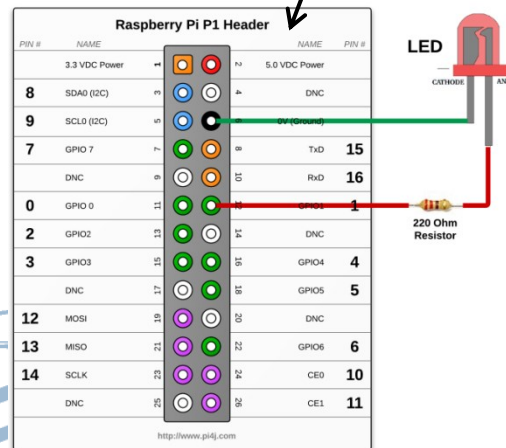 Raspberry Pi P1 Header
PIN # NAME NAME PIN #
3.3 VDC Power 1 2 5.0 VDC Power
8 SDA0 (I2C) 3 4 DNC
9 SCL0 (I2C) 5 6 0V (Ground)
7 GPIO 7 7 8 TxD 15
DNC 9 10 RxD 16
0 GPIO 0 11 12 GPIO1 1
2 GPIO2 13 14 DNC
3 GPIO3 15 16 GPIO4 4
DNC 17 18 GPIO5 5
12 MOSI 19 20 DNC
13 MISO 21 22 GPIO6 6
14 SCLK 23 24 CE0 10
DNC 25 26 CE1 11
http://www.pi4j.com
LED
CATHODE AN
220 Ohm
Resistor